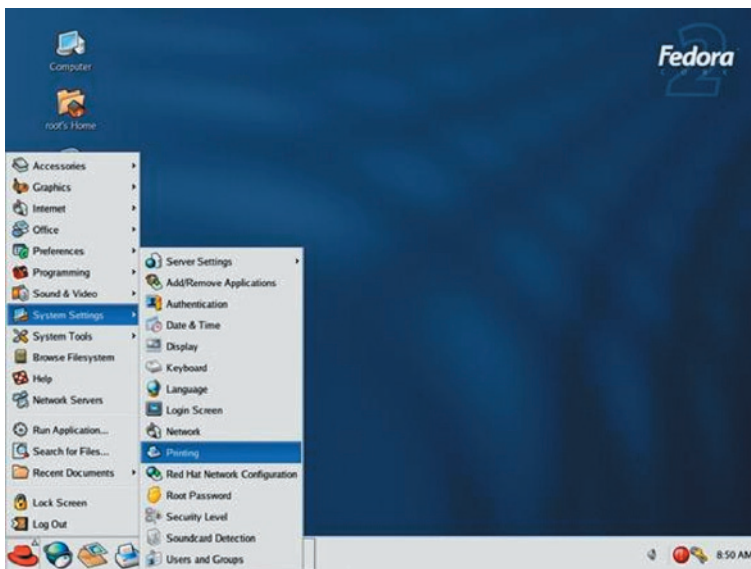 Computer
root's Home
Fedora
CORE
2
Accessories
Graphics
Internet
Office
Preferences
Programming
Sound & Video
System Settings
System Tools
Browse Filesystem
Help
Network Servers
Run Application...
Search for Files...
Recent Documents
Lock Screen
Log Out
Server Settings
Add/Remove Applications
Authentication
Date & Time
Display
Keyboard
Language
Login Screen
Network
Printing
Red Hat Network Configuration
Root Password
Security Level
Soundcard Detection
Users and Groups
8:50 AM